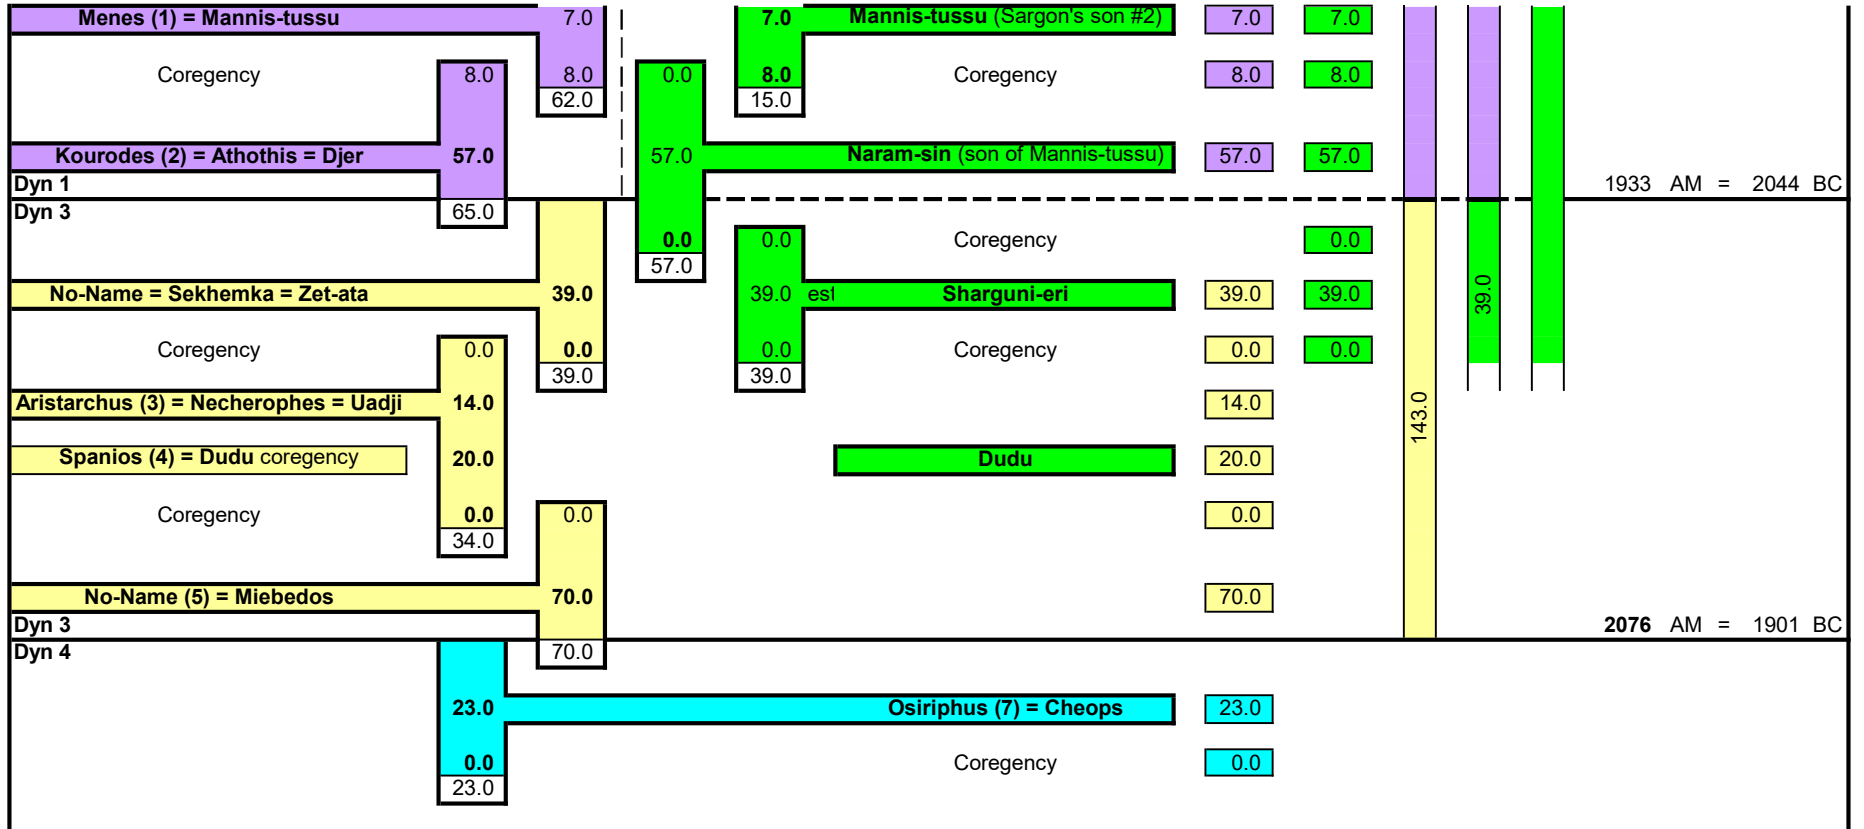 Menes (1) = Mannis-tussu 7.0 7.0 Mannis-tussu (Sargon's son #2) 7.0 7.0
Coregency 8.0 8.0 0.0 8.0 Coregency 8.0 8.0
62.0 15.0
Kourodes (2) = Athothis = Djer 57.0 57.0 Naram-sin (son of Mannis-tussu) 57.0 57.0
Dyn 1 1933 AM = 2044 BC
Dyn 3 65.0
0.0 0.0 Coregency 0.0
57.0
No-Name = Sekhemka = Zet-ata 39.0 39.0 est Sharguni-eri 39.0 39.0 39.0
Coregency 0.0 0.0 0.0 Coregency 0.0 0.0
39.0 39.0
Aristarchus (3) = Necherophes = Uadji 14.0 14.0 143.0
Spanios (4) = Dudu coregency 20.0 Dudu 20.0
Coregency 0.0 0.0 0.0
34.0
No-Name (5) = Miebedos 70.0 70.0
Dyn 3 2076 AM = 1901 BC
Dyn 4 70.0
23.0 Osiriphus (7) = Cheops 23.0
0.0 Coregency 0.0
23.0